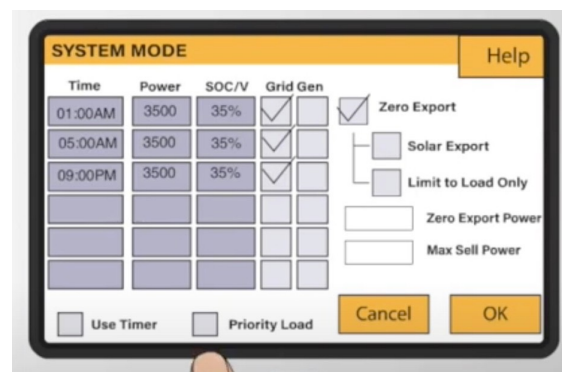 SYSTEM MODE Help
Time Power SOC/V Grid Gen
01:00AM 3500 35% Zero Export
05:00AM 3500 35% Solar Export
09:00PM 3500 35% Limit to Load Only
Zero Export Power
Max Sell Power
Use Timer Priority Load Cancel OK